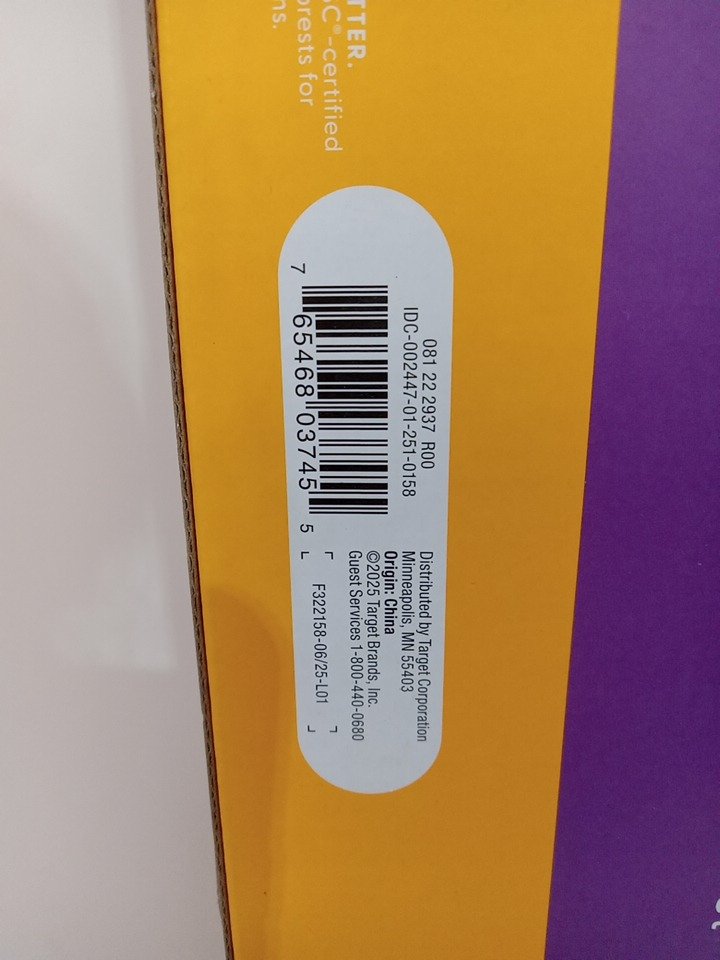 TTER.
C®-certified
orests for
ns.
081 22 2937 R00
IDC-002447-01-251-0158
7 65468 03745 5
Distributed by Target Corporation
Minneapolis, MN 55403
Origin: China
©2025 Target Brands, Inc.
Guest Services 1-800-440-0680
F322158-06/25-L01